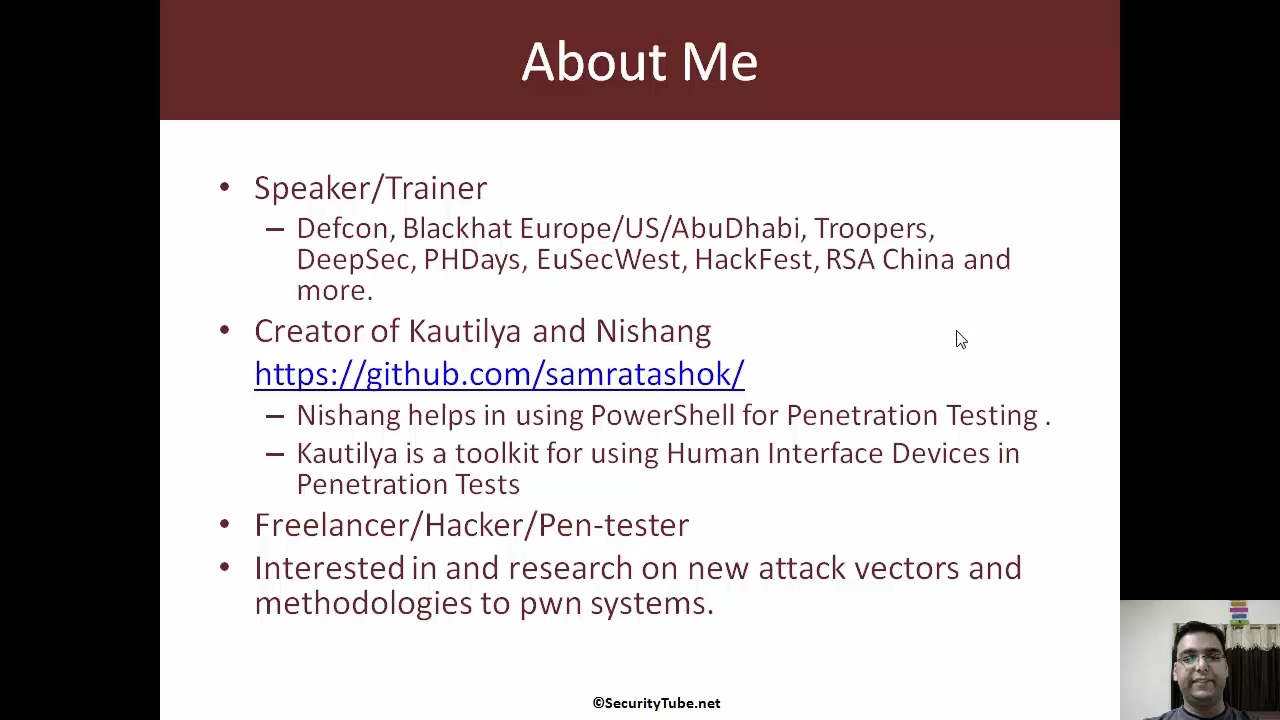 About Me
• Speaker/Trainer
– Defcon, Blackhat Europe/US/AbuDhabi, Troopers,
DeepSec, PHDays, EuSecWest, HackFest, RSA China and
more.
• Creator of Kautilya and Nishang
https://github.com/samratashok/
– Nishang helps in using PowerShell for Penetration Testing .
– Kautilya is a toolkit for using Human Interface Devices in
Penetration Tests
• Freelancer/Hacker/Pen-tester
• Interested in and research on new attack vectors and
methodologies to pwn systems.
©SecurityTube.net